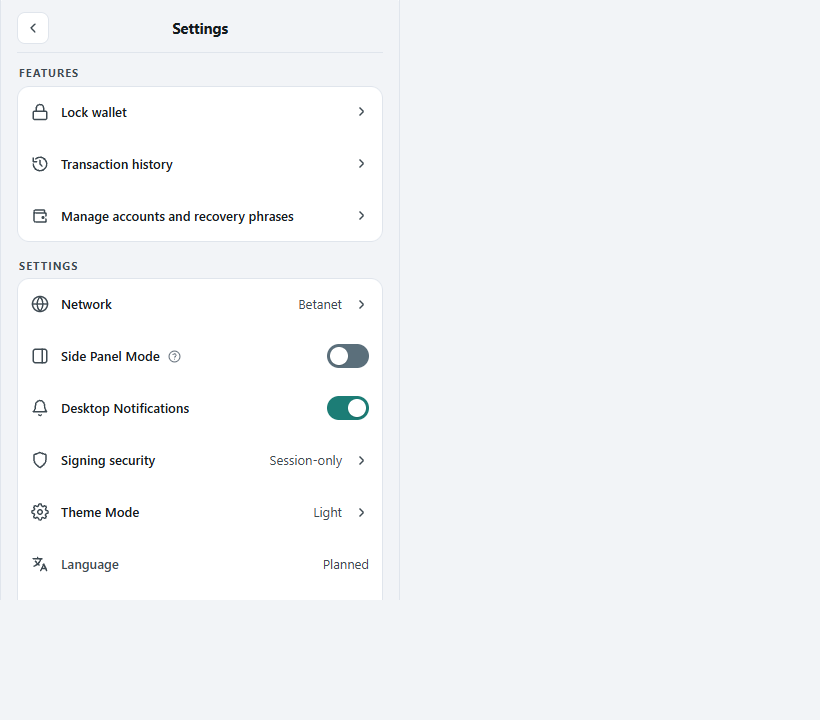 Settings
FEATURES
Lock wallet
Transaction history
Manage accounts and recovery phrases
SETTINGS
Network Betanet
Side Panel Mode
Desktop Notifications
Signing security Session-only
Theme Mode Light
Language Planned